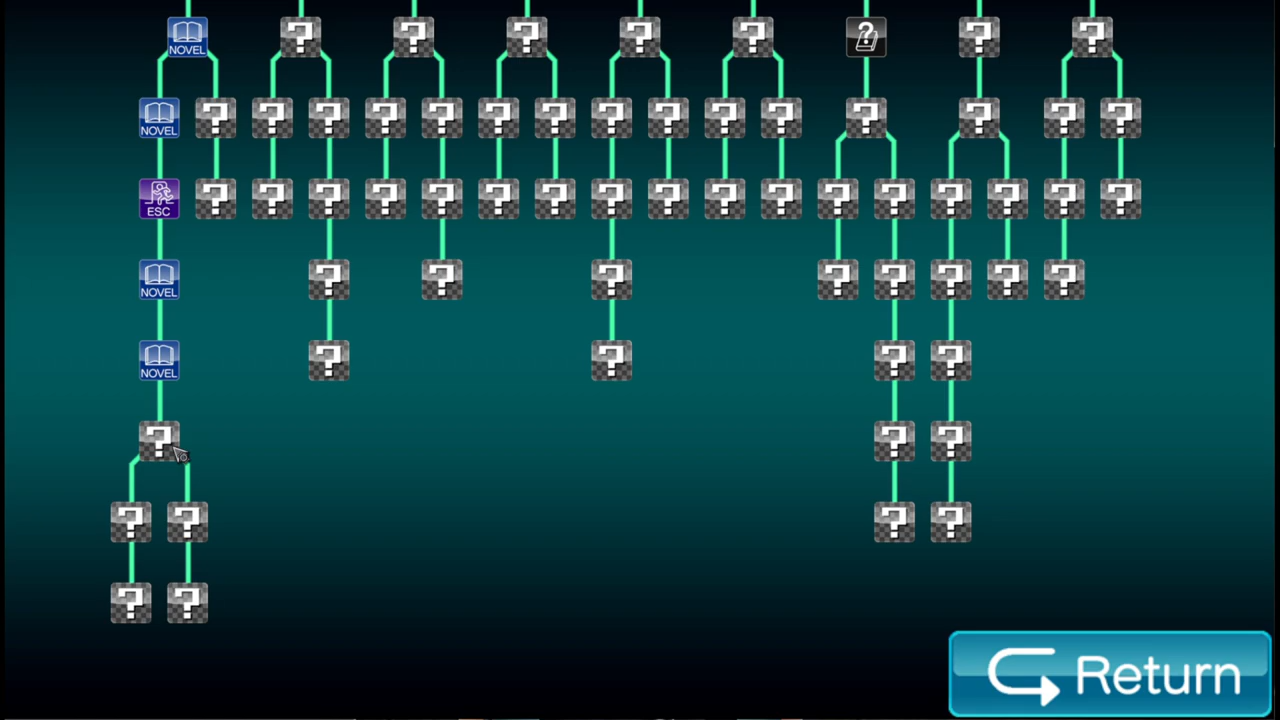 NOVEL ? ? ? ? ? ? ? ?
NOVEL ? ? ? ? ? ? ? ? ? ? ? ? ? ? 
ESC ? ? ? ? ? ? ? ? ? ? ? ? ? ? ? ? ?
NOVEL ? ? ? ? ? ? ? ?
NOVEL ? ? ? ?
? ? ?
? ? ? ?
? ?
Return